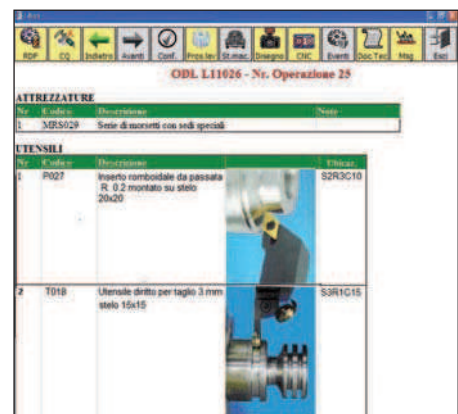 RDP CQ Indietro Avanti Conf. Pros.lav St.mac. Disegno CNC Eventi Doc.Tec Msg Esci
ODL L11026 - Nr. Operazione 25
ATTREZZATURE
Nr Codice Descrizione Note
1 MRS029 Serie di morsetti con sedi speciali
UTENSILI
Nr Codice Descrizione Ubicaz.
1 P027 Inserto romboidale da passata S2R3C10
R. 0.2 montato su stelo
20x20
2 T018 Utensile diritto per taglio 3 mm S3R1C15
stelo 15x15